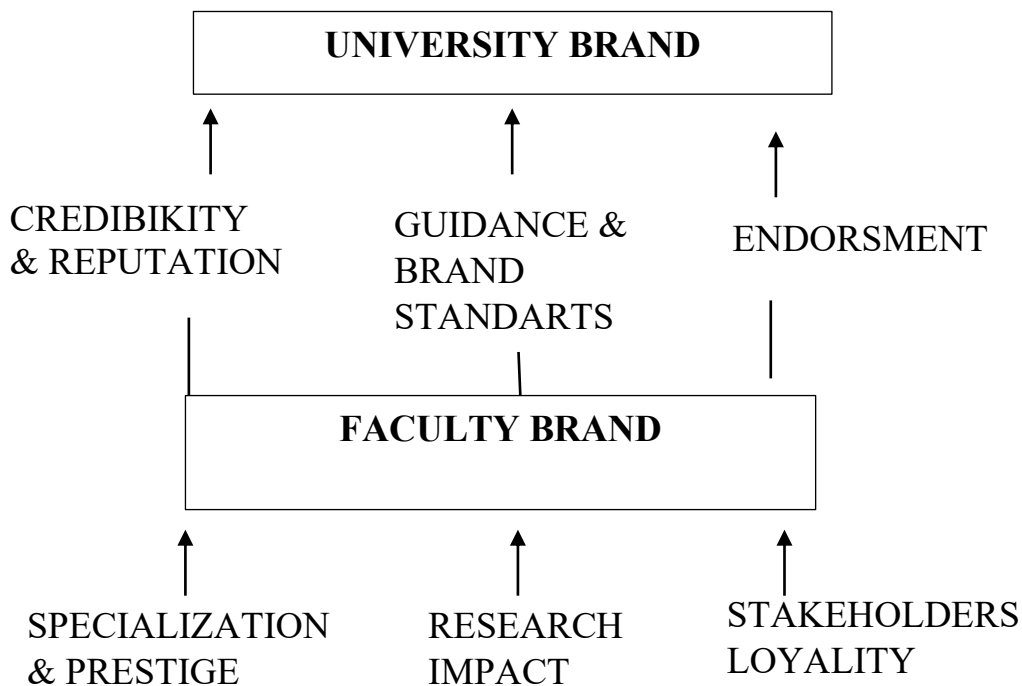 UNIVERSITY BRAND
CREDIBIKITY
& REPUTATION
GUIDANCE &
BRAND
STANDARTS
ENDORSMENT
FACULTY BRAND
SPECIALIZATION
& PRESTIGE
RESEARCH
IMPACT
STAKEHOLDERS
LOYALITY